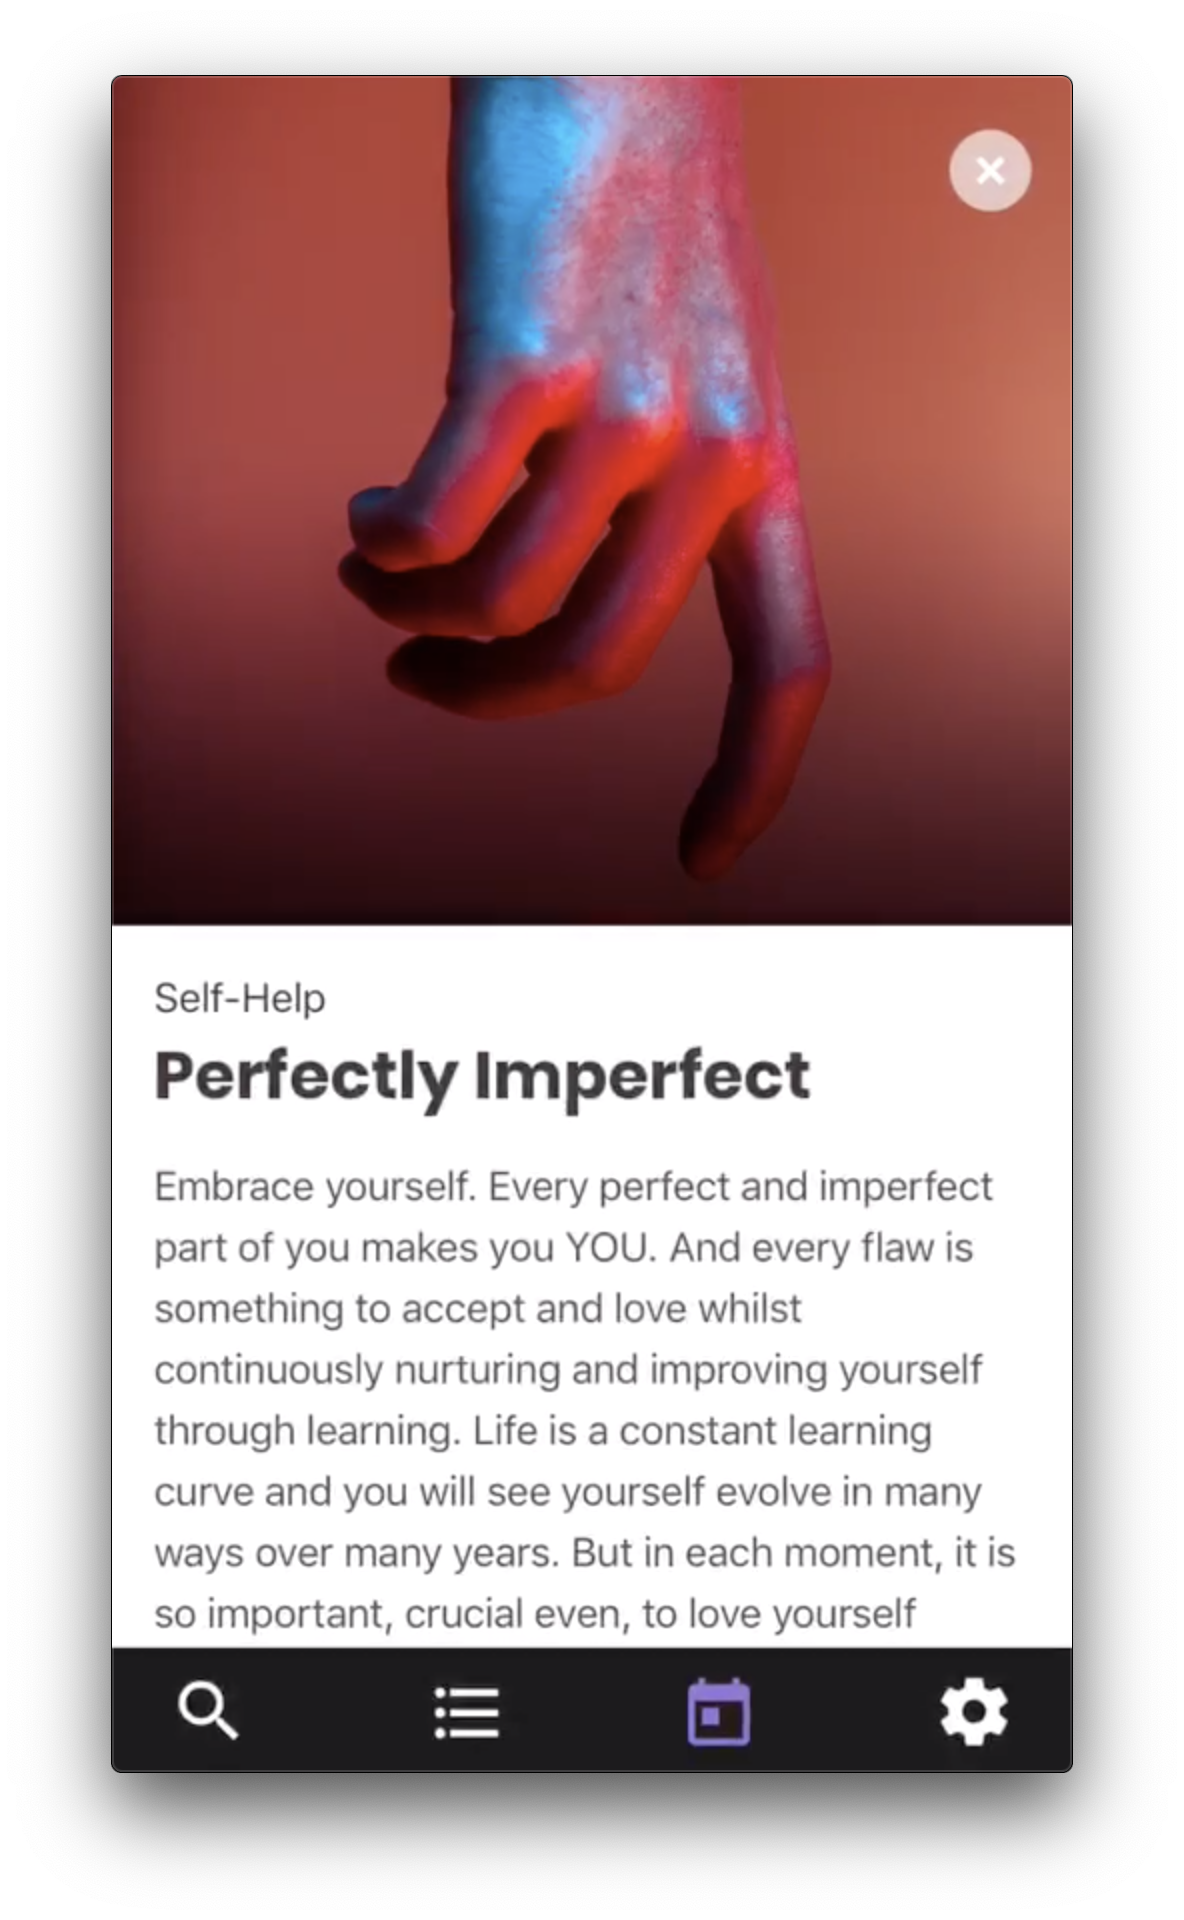 Self-Help
Perfectly Imperfect
Embrace yourself. Every perfect and imperfect
part of you makes you YOU. And every flaw is
something to accept and love whilst
continuously nurturing and improving yourself
through learning. Life is a constant learning
curve and you will see yourself evolve in many
ways over many years. But in each moment, it is
so important, crucial even, to love yourself